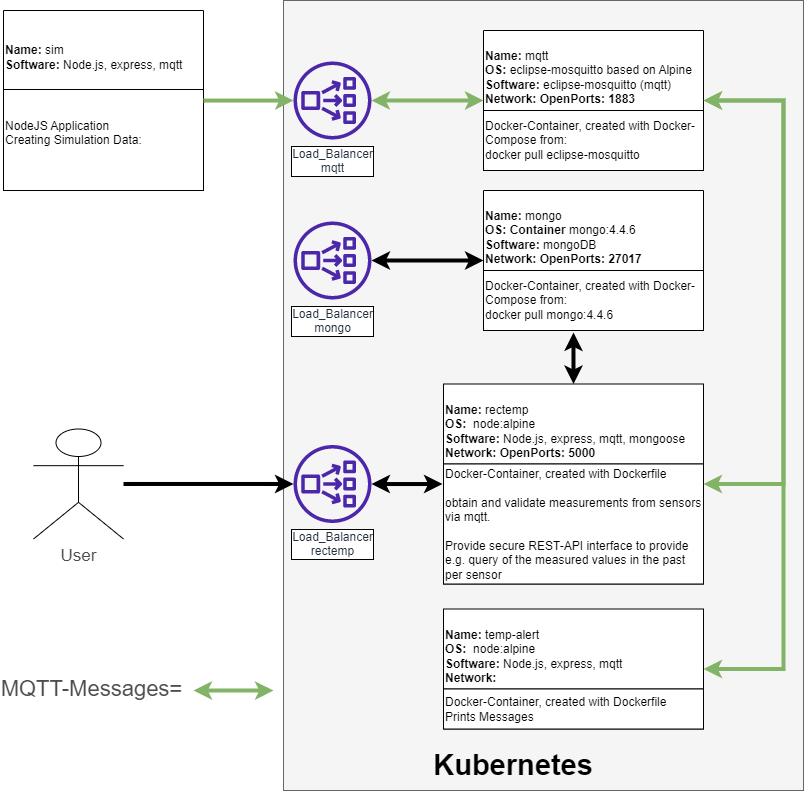 Name: sim
Software: Node.js, express, mqtt
NodeJS Application
Creating Simulation Data:
Load_Balancer
mqtt
Name: mqtt
OS: eclipse-mosquitto based on Alpine
Software: eclipse-mosquitto (mqtt)
Network: OpenPorts: 1883
Docker-Container, created with Docker-
Compose from:
docker pull eclipse-mosquitto
Load_Balancer
mongo
Name: mongo
OS: Container mongo:4.4.6
Software: mongoDB
Network: OpenPorts: 27017
Docker-Container, created with Docker-
Compose from:
docker pull mongo:4.4.6
User
Load_Balancer
rectemp
Name: rectemp
OS:  node:alpine
Software: Node.js, express, mqtt, mongoose
Network: OpenPorts: 5000
Docker-Container, created with Dockerfile
obtain and validate measurements from sensors
via mqtt.
Provide secure REST-API interface to provide
e.g. query of the measured values in the past
per sensor
Name: temp-alert
OS:  node:alpine
Software: Node.js, express, mqtt
Network:
Docker-Container, created with Dockerfile
Prints Messages
MQTT-Messages=
Kubernetes